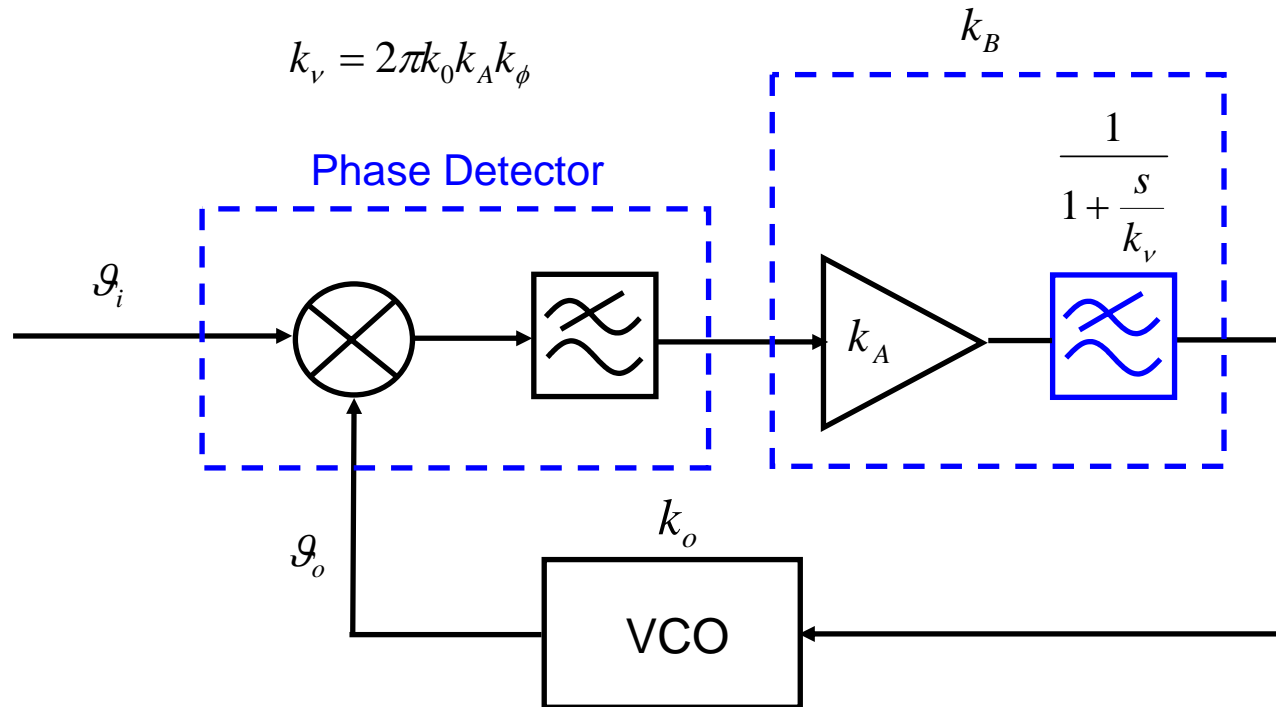 k_B
k_ν = 2πk_0k_Ak_ϕ
1
1 + s
k_ν
Phase Detector
ϑ_i
k_A
k_o
ϑ_o
VCO